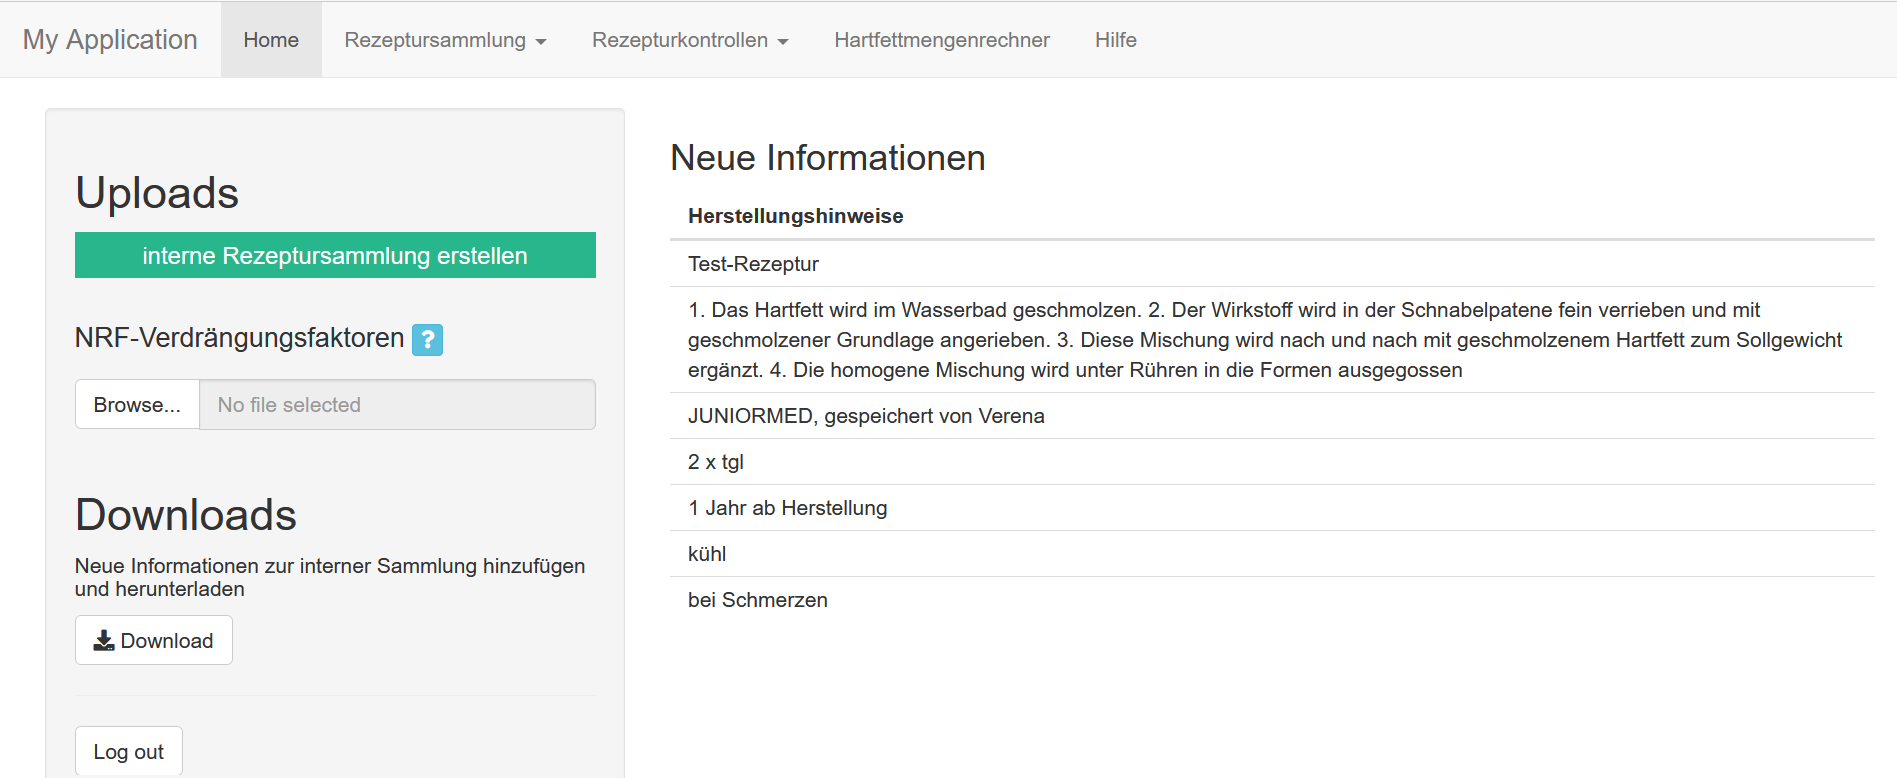 My Application Home Rezeptursammlung Rezepturkontrollen Hartfettmengenrechner Hilfe
Uploads
interne Rezeptursammlung erstellen
NRF-Verdrängungsfaktoren ?
Browse... No file selected
Downloads
Neue Informationen zur interner Sammlung hinzufügen
und herunterladen
Download
Log out
Neue Informationen
Herstellungshinweise
Test-Rezeptur
1. Das Hartfett wird im Wasserbad geschmolzen. 2. Der Wirkstoff wird in der Schnabelpatene fein verrieben und mit
geschmolzener Grundlage angerieben. 3. Diese Mischung wird nach und nach mit geschmolzenem Hartfett zum Sollgewicht
ergänzt. 4. Die homogene Mischung wird unter Rühren in die Formen ausgegossen
JUNIORMED, gespeichert von Verena
2 x tgl
1 Jahr ab Herstellung
kühl
bei Schmerzen